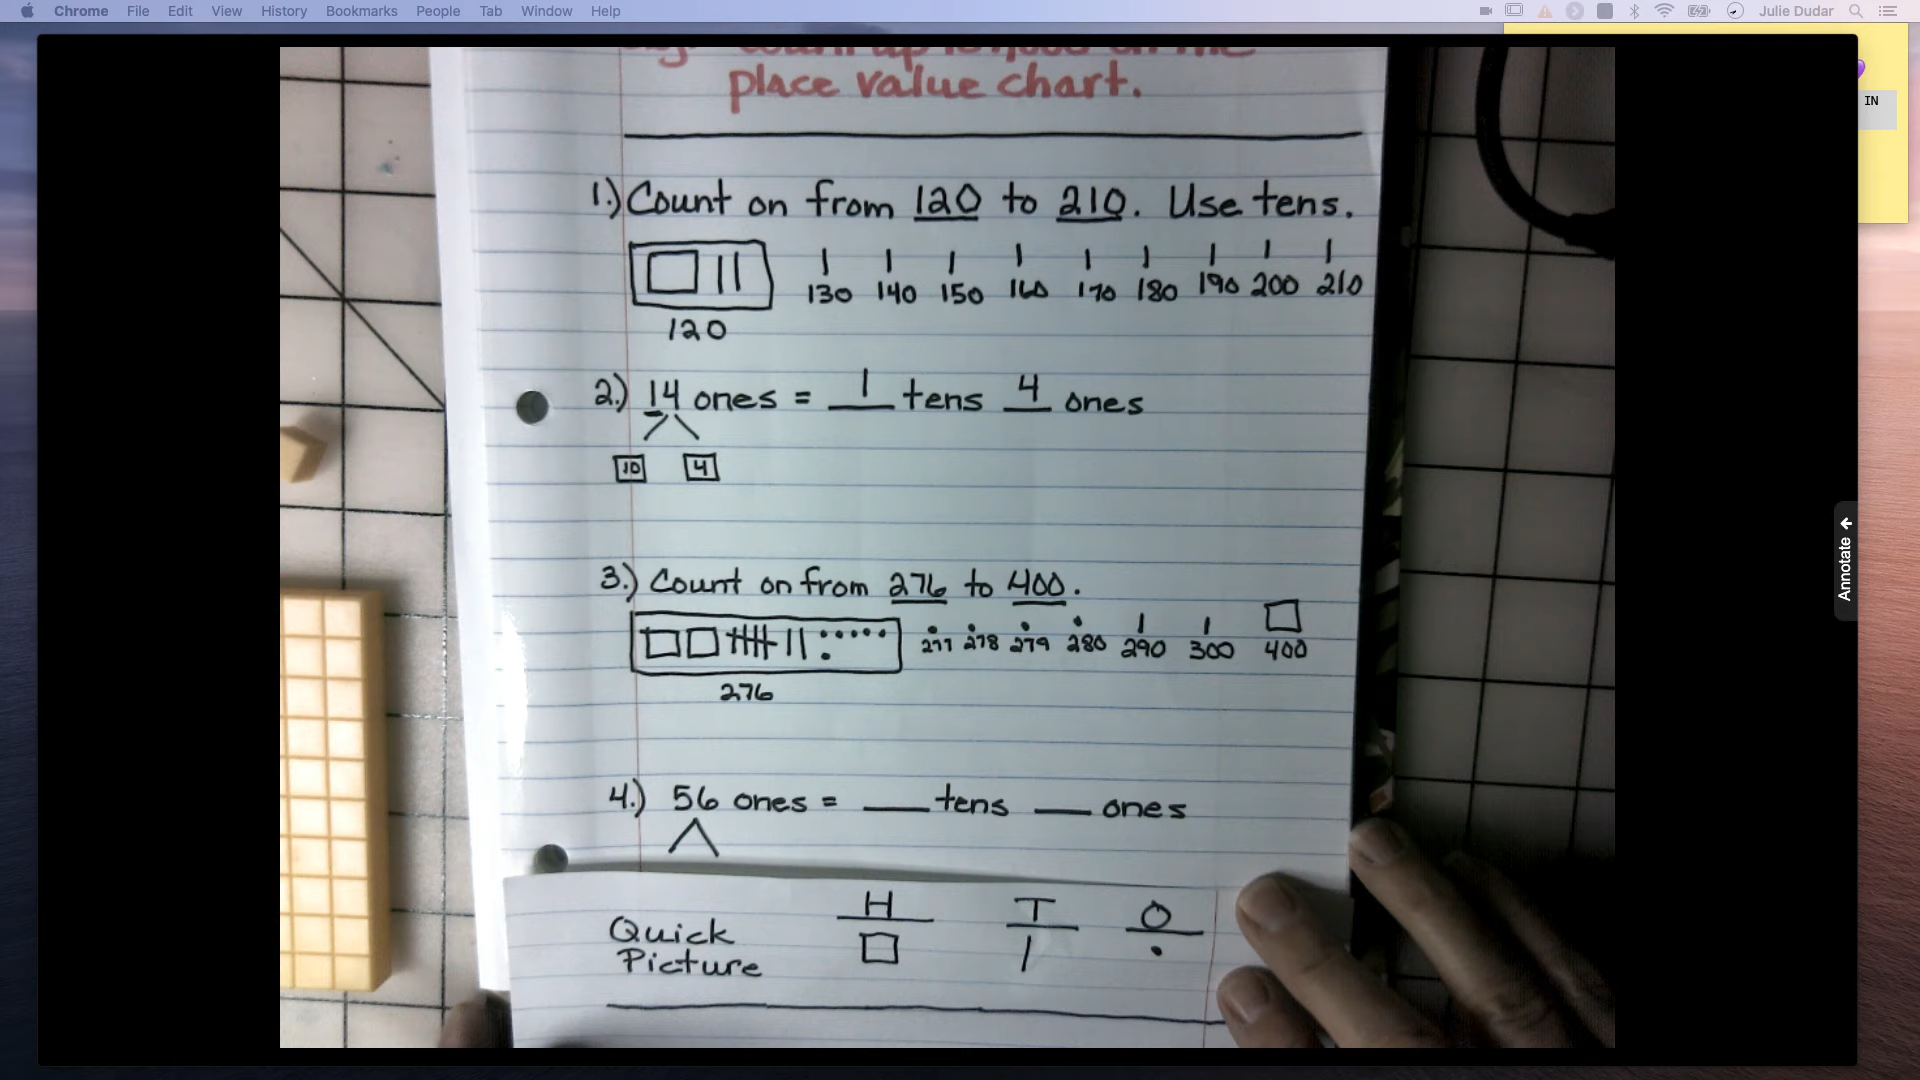 Chrome File Edit View History Bookmarks People Tab Window Help Julie Dudar
IN
place value chart.
1.) Count on from 120 to 210. Use tens.
130 140 150 160 170 180 190 200 210
120
2.) 14 ones = 1 tens 4 ones
10 4
3.) Count on from 276 to 400.
277 278 279 280 290 300 400
276
4.) 56 ones = ___ tens ___ ones
H T O
Quick
Picture
Annotate